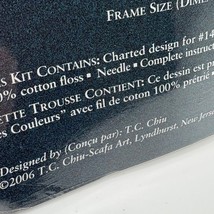 FRAME SIZE (DIME
S KIT CONTAINS: Charted design for #14
0% cotton floss • Needle • Complete instruc
ETTE TROUSSE CONTIENT: Ce dessin est pr
es Couleurs" avec fil de coton 100% prétrié
Designed by (Conçu par): T.C. Chiu
©2006 T.C. Chiu-Scafa Art, Lyndhurst, New Jerse